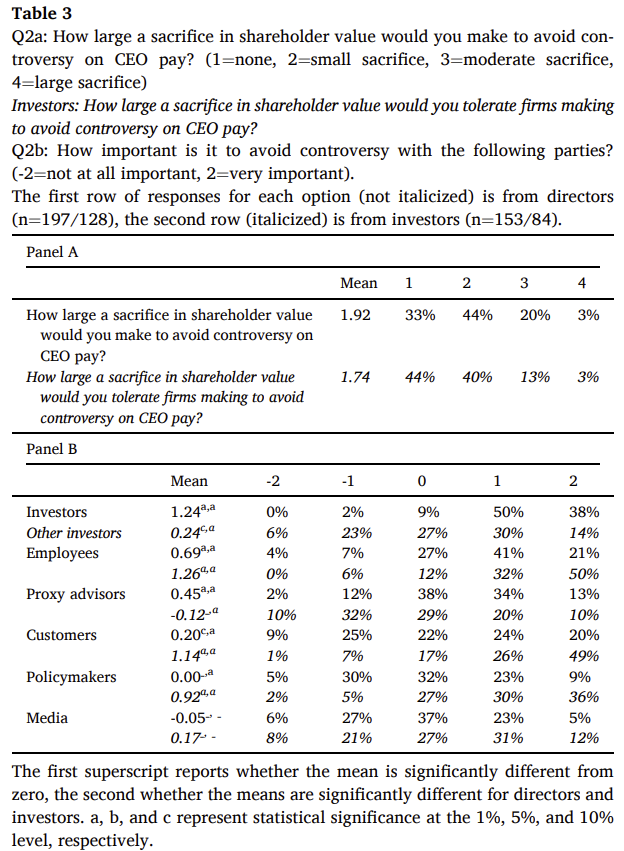 Table 3
Q2a: How large a sacrifice in shareholder value would you make to avoid con-
troversy on CEO pay? (1=none, 2=small sacrifice, 3=moderate sacrifice,
4=large sacrifice)
Investors: How large a sacrifice in shareholder value would you tolerate firms making
to avoid controversy on CEO pay?
Q2b: How important is it to avoid controversy with the following parties?
(-2=not at all important, 2=very important).
The first row of responses for each option (not italicized) is from directors
(n=197/128), the second row (italicized) is from investors (n=153/84).
Panel A
Mean 1 2 3 4
How large a sacrifice in shareholder value 1.92 33% 44% 20% 3%
would you make to avoid controversy on
CEO pay?
How large a sacrifice in shareholder value 1.74 44% 40% 13% 3%
would you tolerate firms making to avoid
controversy on CEO pay?
Panel B
Mean -2 -1 0 1 2
Investors 1.24a,a 0% 2% 9% 50% 38%
Other investors 0.24c,a 6% 23% 27% 30% 14%
Employees 0.69a,a 4% 7% 27% 41% 21%
1.26a,a 0% 6% 12% 32% 50%
Proxy advisors 0.45a,a 2% 12% 38% 34% 13%
-0.12-,a 10% 32% 29% 20% 10%
Customers 0.20c,a 9% 25% 22% 24% 20%
1.14a,a 1% 7% 17% 26% 49%
Policymakers 0.00-,a 5% 30% 32% 23% 9%
0.92a,a 2% 5% 27% 30% 36%
Media -0.05-, - 6% 27% 37% 23% 5%
0.17-, - 8% 21% 27% 31% 12%
The first superscript reports whether the mean is significantly different from
zero, the second whether the means are significantly different for directors and
investors. a, b, and c represent statistical significance at the 1%, 5%, and 10%
level, respectively.